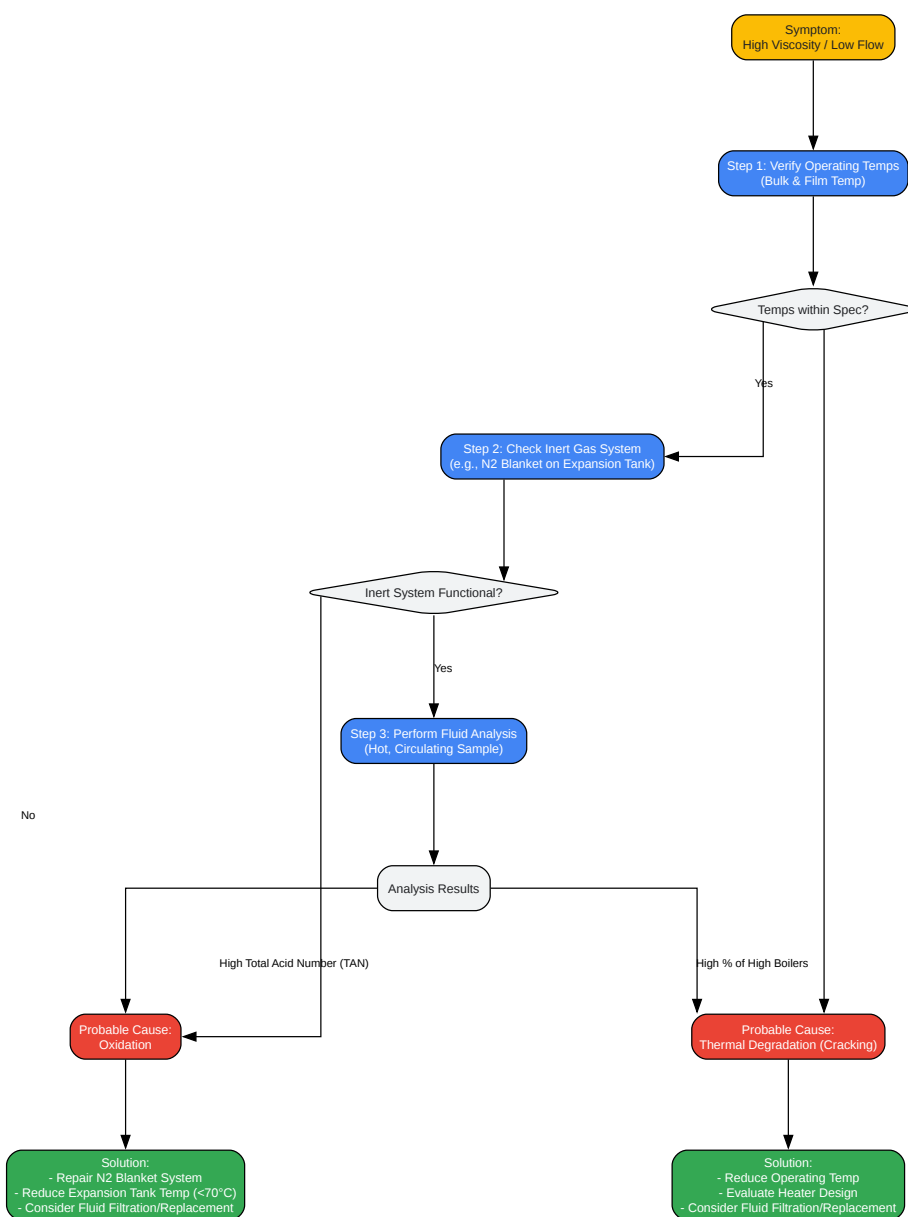 Symptom:
High Viscosity / Low Flow
Step 1: Verify Operating Temps
(Bulk & Film Temp)
Temps within Spec?
Yes
Step 2: Check Inert Gas System
(e.g., N2 Blanket on Expansion Tank)
Inert System Functional?
Yes
Step 3: Perform Fluid Analysis
(Hot, Circulating Sample)
No
Analysis Results
High Total Acid Number (TAN)
High % of High Boilers
Probable Cause:
Oxidation
Probable Cause:
Thermal Degradation (Cracking)
Solution:
- Repair N2 Blanket System
- Reduce Expansion Tank Temp (<70°C)
- Consider Fluid Filtration/Replacement
Solution:
- Reduce Operating Temp
- Evaluate Heater Design
- Consider Fluid Filtration/Replacement